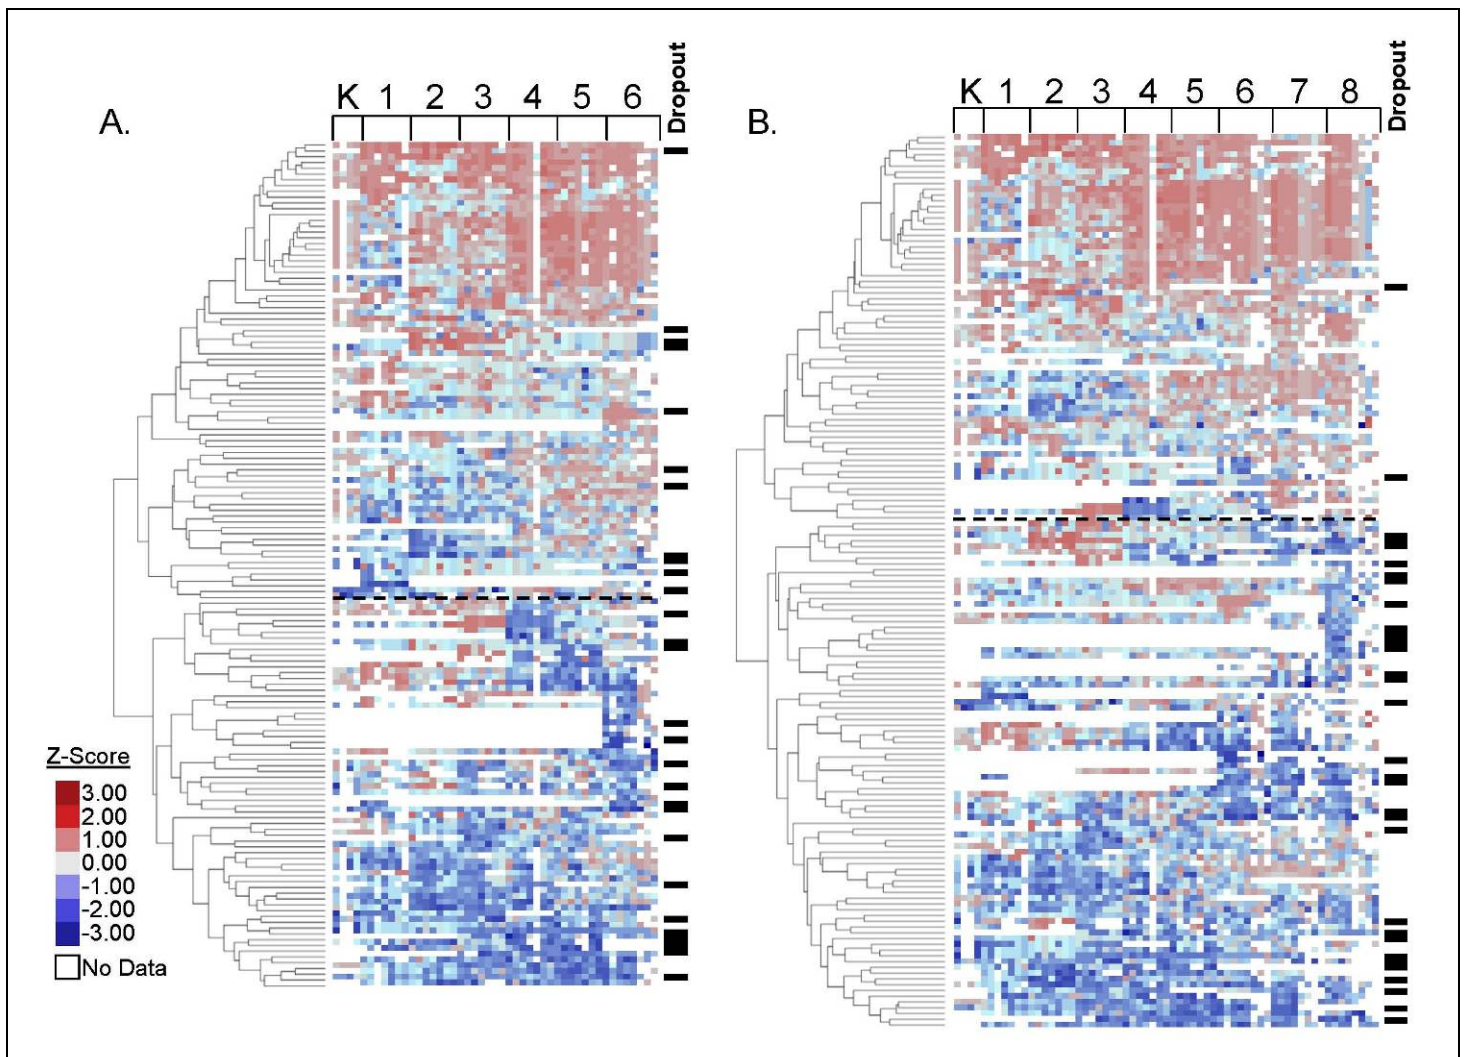 A.
K 1 2 3 4 5 6 Dropout
B.
K 1 2 3 4 5 6 7 8 Dropout
Z-Score
3.00
2.00
1.00
0.00
-1.00
-2.00
-3.00
No Data